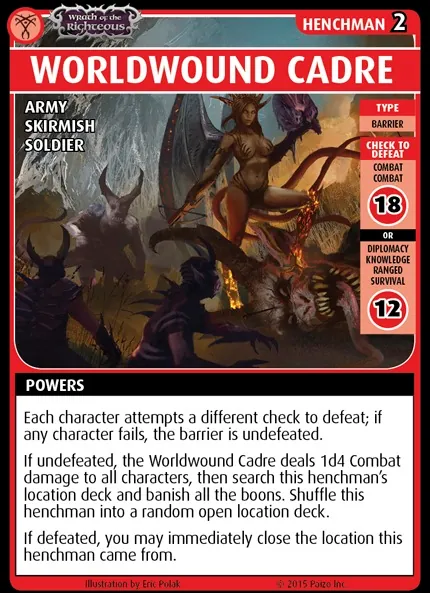 Wrath of the
Righteous
HENCHMAN 2
WORLDWOUND CADRE
ARMY
SKIRMISH
SOLDIER
TYPE
BARRIER
CHECK TO
DEFEAT
COMBAT
COMBAT
18
OR
DIPLOMACY
KNOWLEDGE
RANGED
SURVIVAL
12
POWERS
Each character attempts a different check to defeat; if
any character fails, the barrier is undefeated.
If undefeated, the Worldwound Cadre deals 1d4 Combat
damage to all characters, then search this henchman's
location deck and banish all the boons. Shuffle this
henchman into a random open location deck.
If defeated, you may immediately close the location this
henchman came from.
Illustration by Eric Polak © 2015 Paizo Inc.